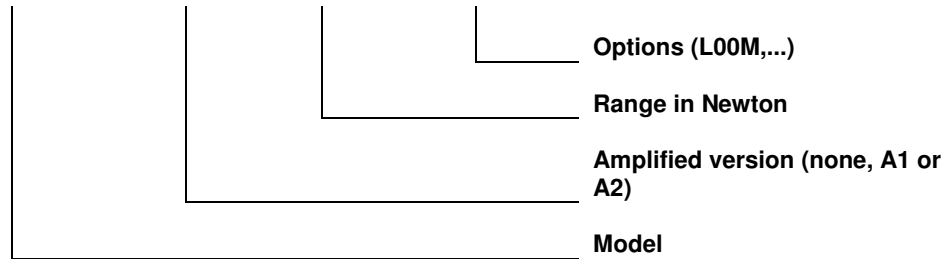 Options (L00M,...)
Range in Newton
Amplified version (none, A1 or
A2)
Model